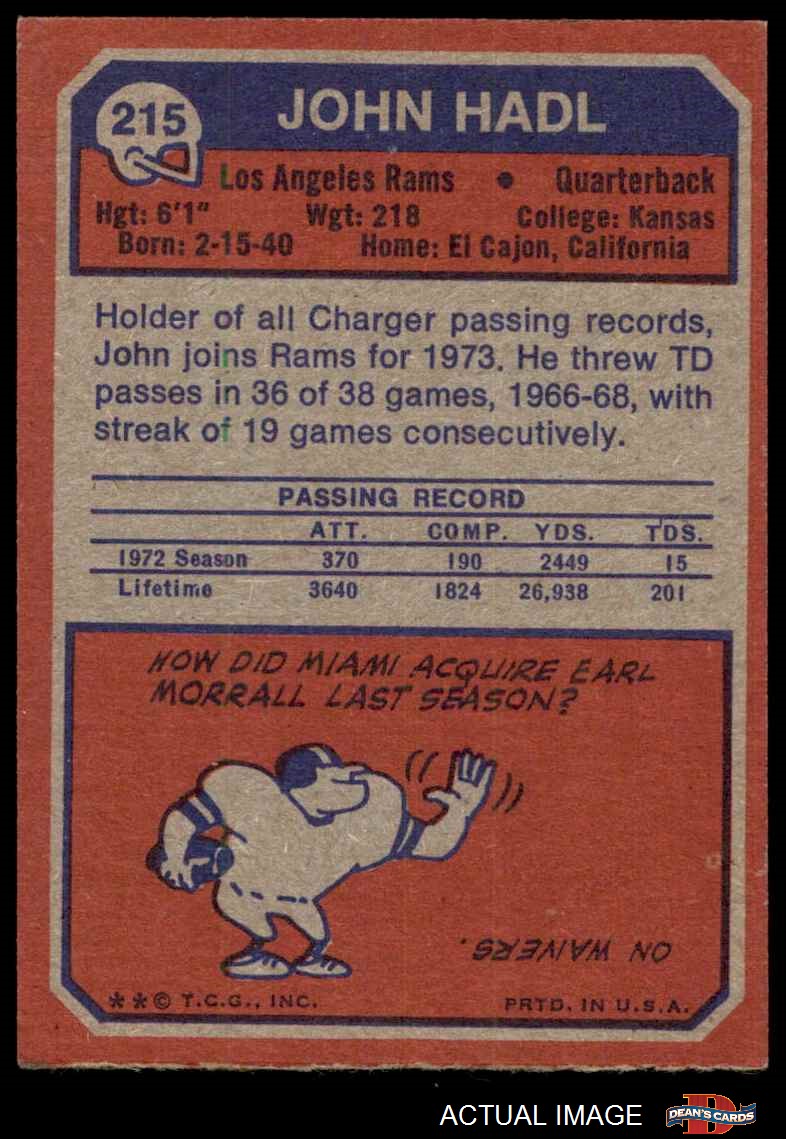 215
JOHN HADL
Los Angeles Rams • Quarterback
Hgt: 6'1" Wgt: 218 College: Kansas
Born: 2-15-40 Home: El Cajon, California
Holder of all Charger passing records,
John joins Rams for 1973. He threw TD
passes in 36 of 38 games, 1966-68, with
streak of 19 games consecutively.
PASSING RECORD
ATT. COMP. YDS. TDS.
1972 Season 370 190 2449 15
Lifetime 3640 1824 26,938 201
HOW DID MIAMI ACQUIRE EARL
MORRALL LAST SEASON?
ON WAIVERS.
**© T.C.G., INC. PRTD. IN U.S.A.
ACTUAL IMAGE
D
DEAN'S CARDS